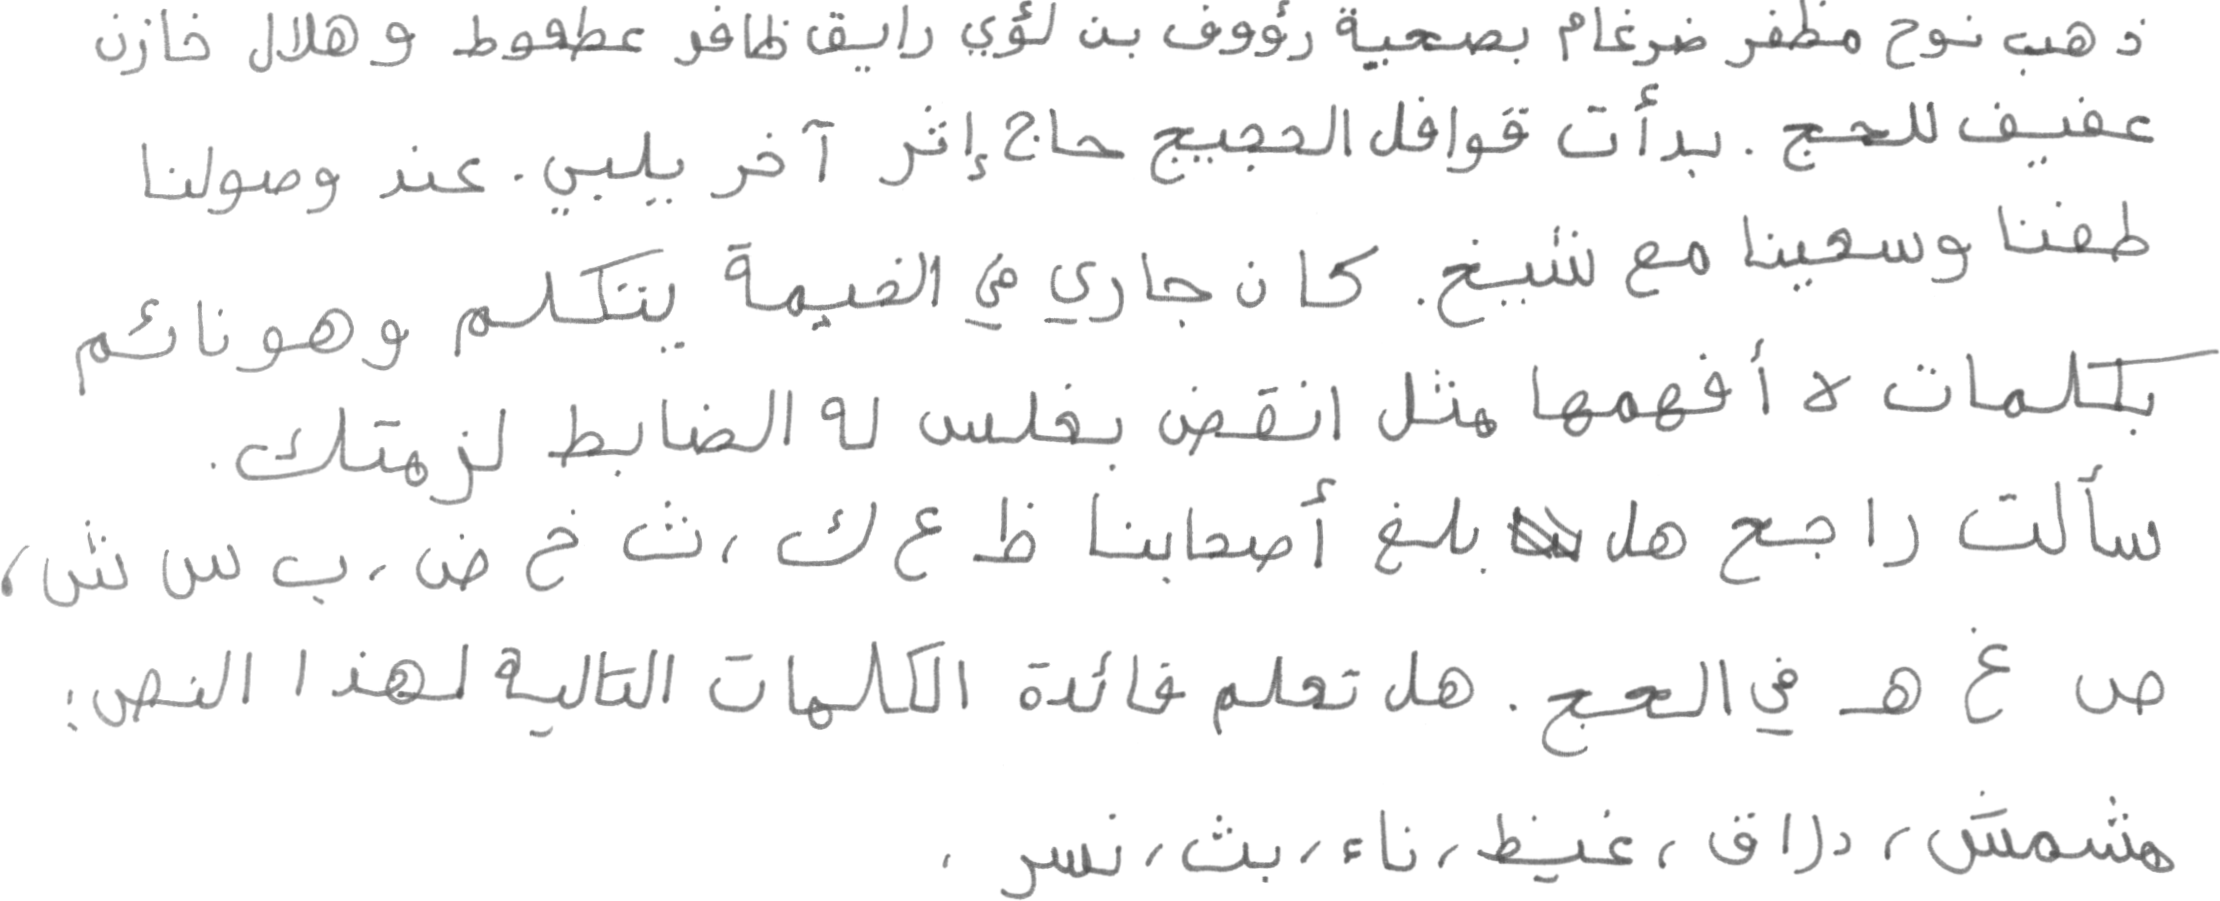 ذهب نوح مظفر ضرغام بصحبة رؤوف بن لؤي رايق ظافر عطعوط و هلال خازن
عفيف للحج . بدأت قوافل الحجيج حاج إثر آخر يلبي . عند وصولنا
طفنا وسعينا مع شيخ . كان جاري في الخيمة يتكلم وهو نائم
بكلمات لا أفهمها مثل انقض بغلس له الضابط لزمتك .
سألت راجح هل بلغ أصحابنا ظ ع ك ، ث خ ض ، ب س ش ،
ص غ هـ في الحج . هل تعلم فائدة الكلمات التالية لهذا النص :
مشمش ، دراق ، غيظ ، ناء ، بث ، نسر ،